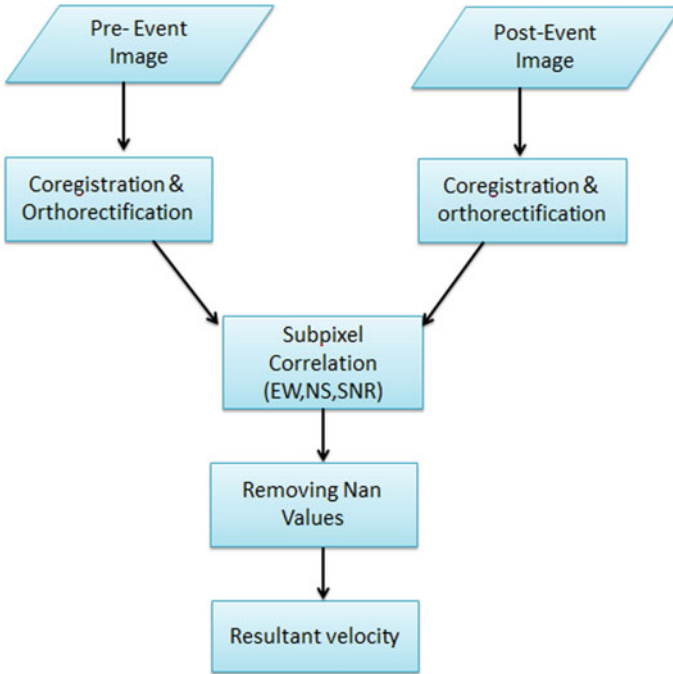 Pre- Event
Image
Post-Event
Image
Coregistration &
Orthorectification
Coregistration &
orthorectification
Subpixel
Correlation
(EW,NS,SNR)
Removing Nan
Values
Resultant velocity